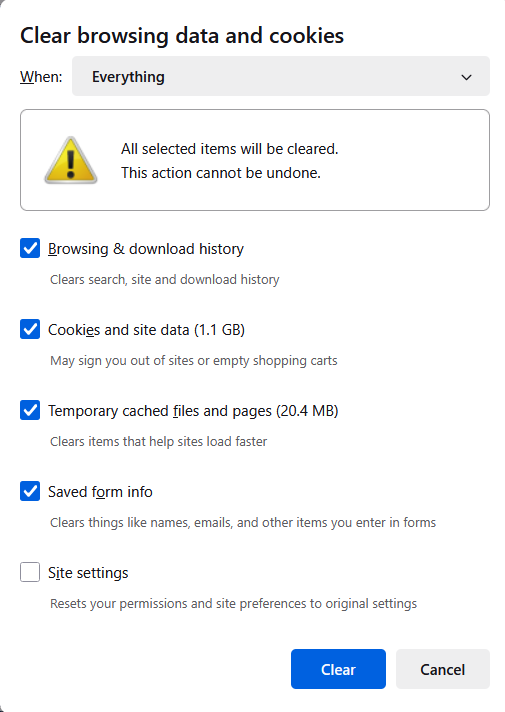 Clear browsing data and cookies
When: Everything
All selected items will be cleared.
This action cannot be undone.
Browsing & download history
Clears search, site and download history
Cookies and site data (1.1 GB)
May sign you out of sites or empty shopping carts
Temporary cached files and pages (20.4 MB)
Clears items that help sites load faster
Saved form info
Clears things like names, emails, and other items you enter in forms
Site settings
Resets your permissions and site preferences to original settings
Clear Cancel